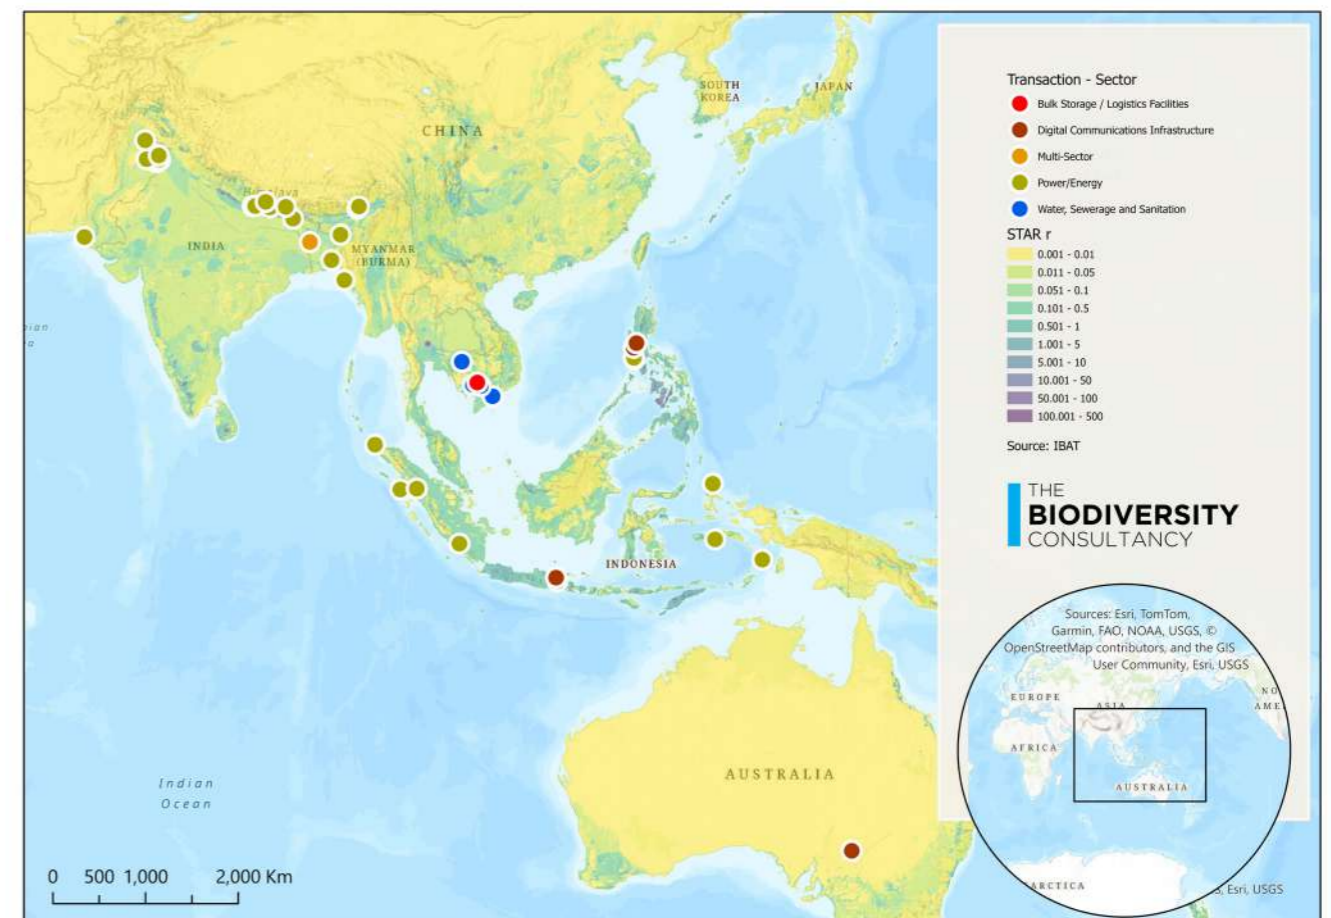 SOUTH
KOREA
JAPAN
CHINA
Himalaya
INDIA
MYANMAR
(BURMA)
INDONESIA
AUSTRALIA
Indian
Ocean
0 500 1,000 2,000 Km
Transaction - Sector
Bulk Storage / Logistics Facilities
Digital Communications Infrastructure
Multi-Sector
Power/Energy
Water, Sewerage and Sanitation
STAR r
0.001 - 0.01
0.011 - 0.05
0.051 - 0.1
0.101 - 0.5
0.501 - 1
1.001 - 5
5.001 - 10
10.001 - 50
50.001 - 100
100.001 - 500
Source: IBAT
THE
BIODIVERSITY
CONSULTANCY
Sources: Esri, TomTom,
Garmin, FAO, NOAA, USGS, ©
OpenStreetMap contributors, and the GIS
User Community, Esri, USGS
EUROPE
ASIA
NO
AME
AFRICA
AUSTRALIA
ARCTICA
s, Esri, USGS